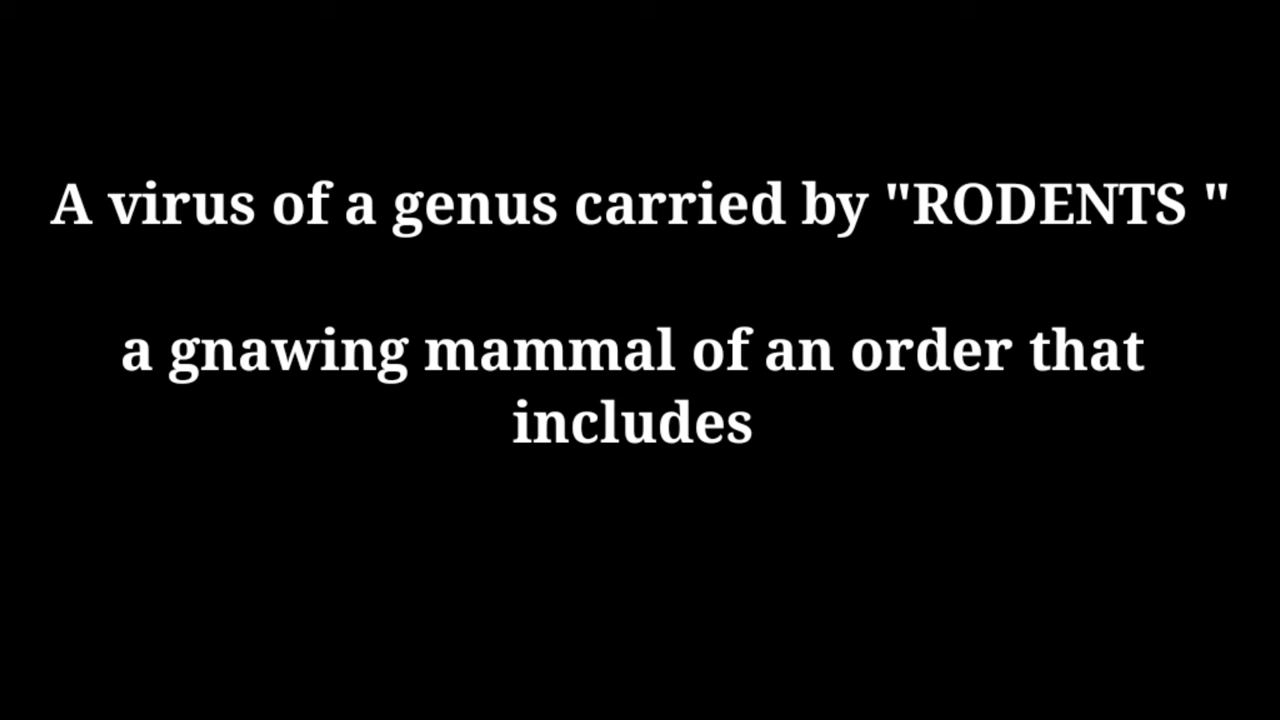 A virus of a genus carried by "RODENTS "
a gnawing mammal of an order that
includes